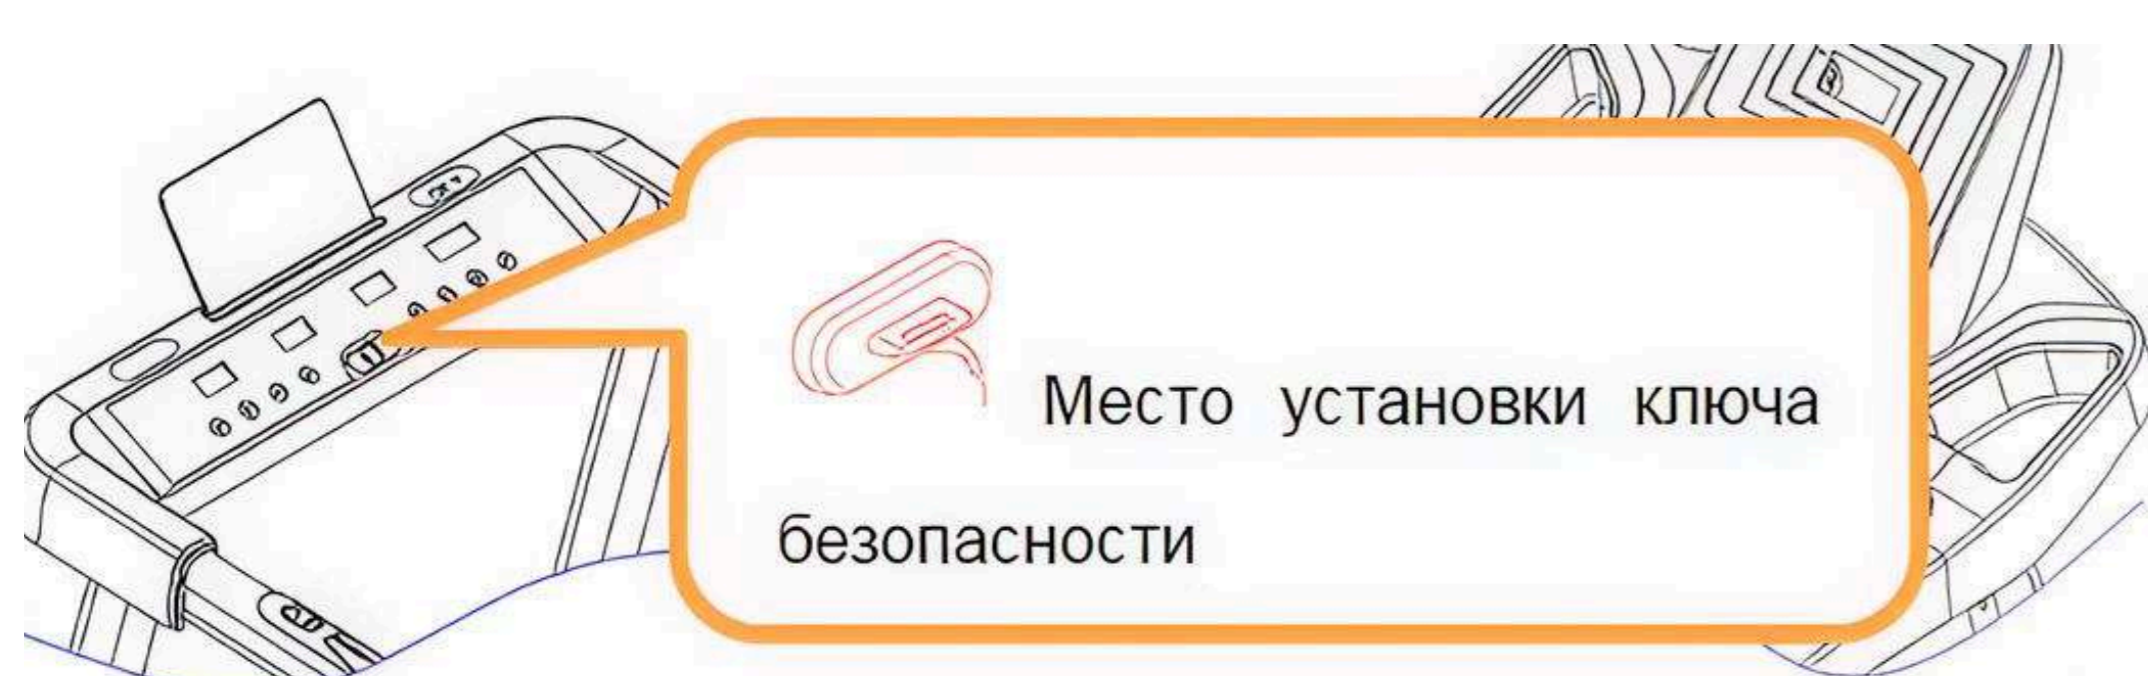 Место установки ключа
безопасности